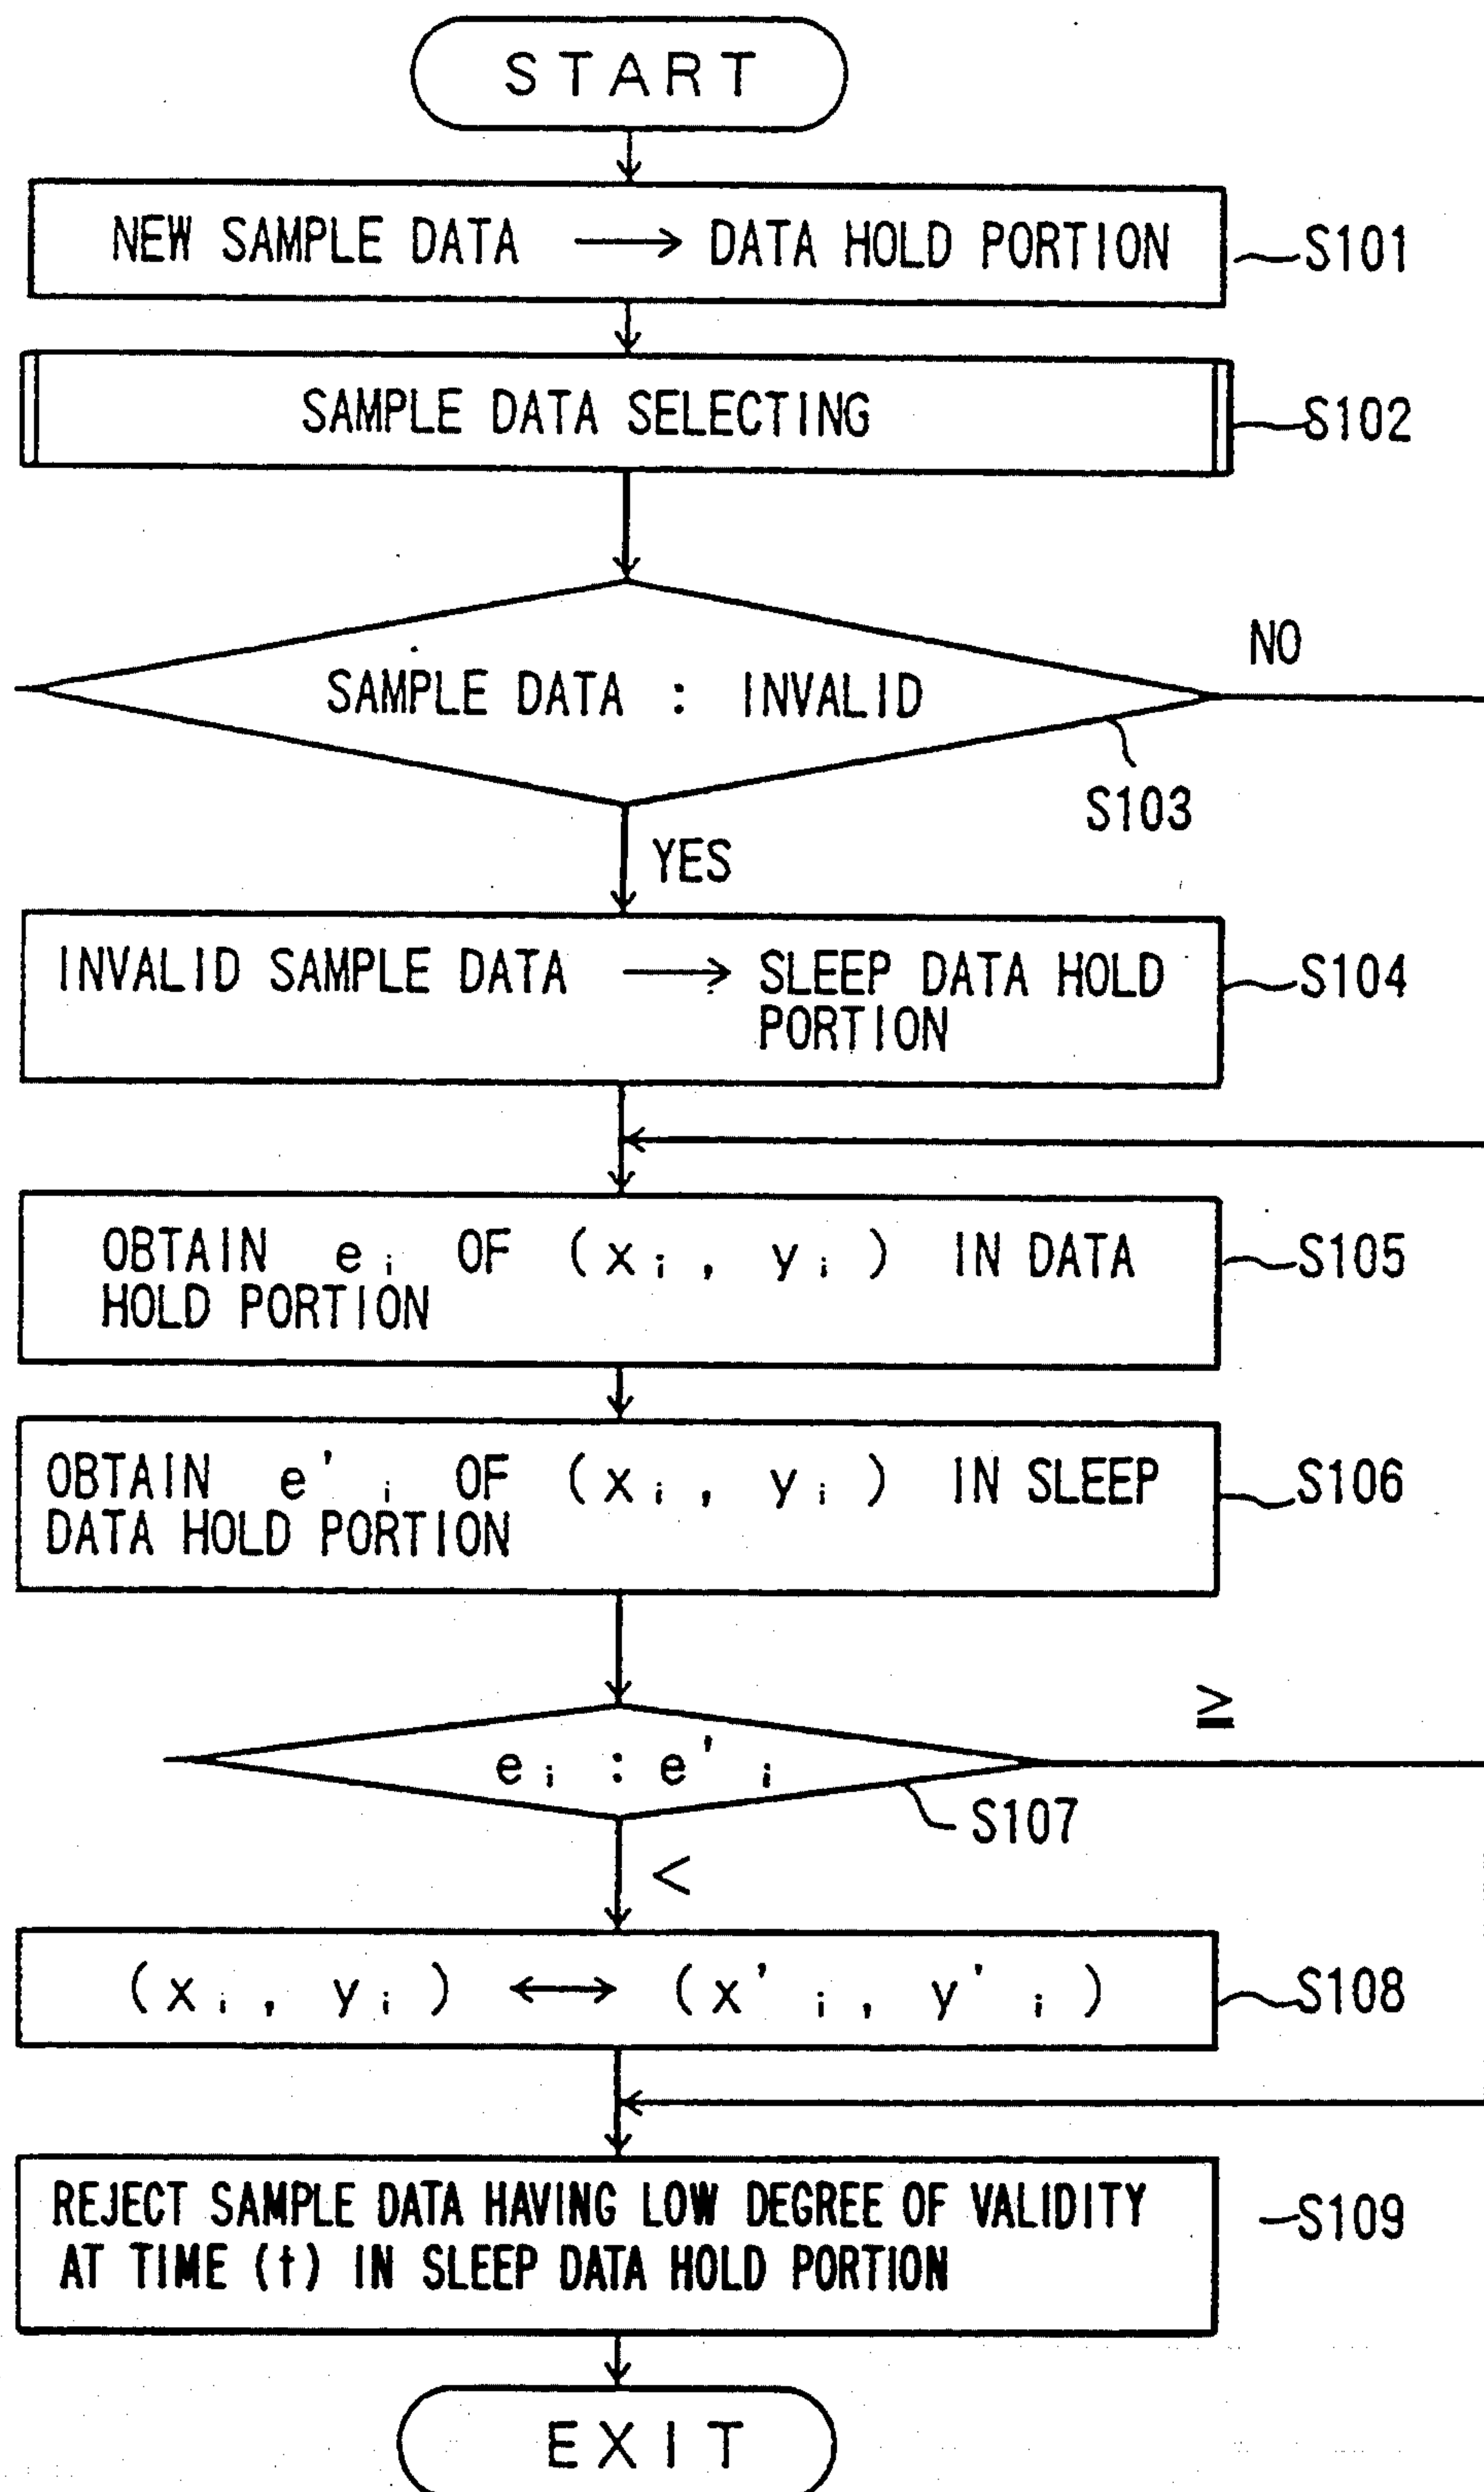 START
NEW SAMPLE DATA → DATA HOLD PORTION
S101
SAMPLE DATA SELECTING
S102
NO
SAMPLE DATA : INVALID
S103
YES
INVALID SAMPLE DATA → SLEEP DATA HOLD
PORTION
S104
OBTAIN eᵢ OF (xᵢ, yᵢ) IN DATA
HOLD PORTION
S105
OBTAIN e'ᵢ OF (xᵢ, yᵢ) IN SLEEP
DATA HOLD PORTION
S106
≧
eᵢ : e'ᵢ
S107
<
(xᵢ, yᵢ) ↔ (x'ᵢ, y'ᵢ)
S108
REJECT SAMPLE DATA HAVING LOW DEGREE OF VALIDITY
AT TIME (t) IN SLEEP DATA HOLD PORTION
S109
EXIT